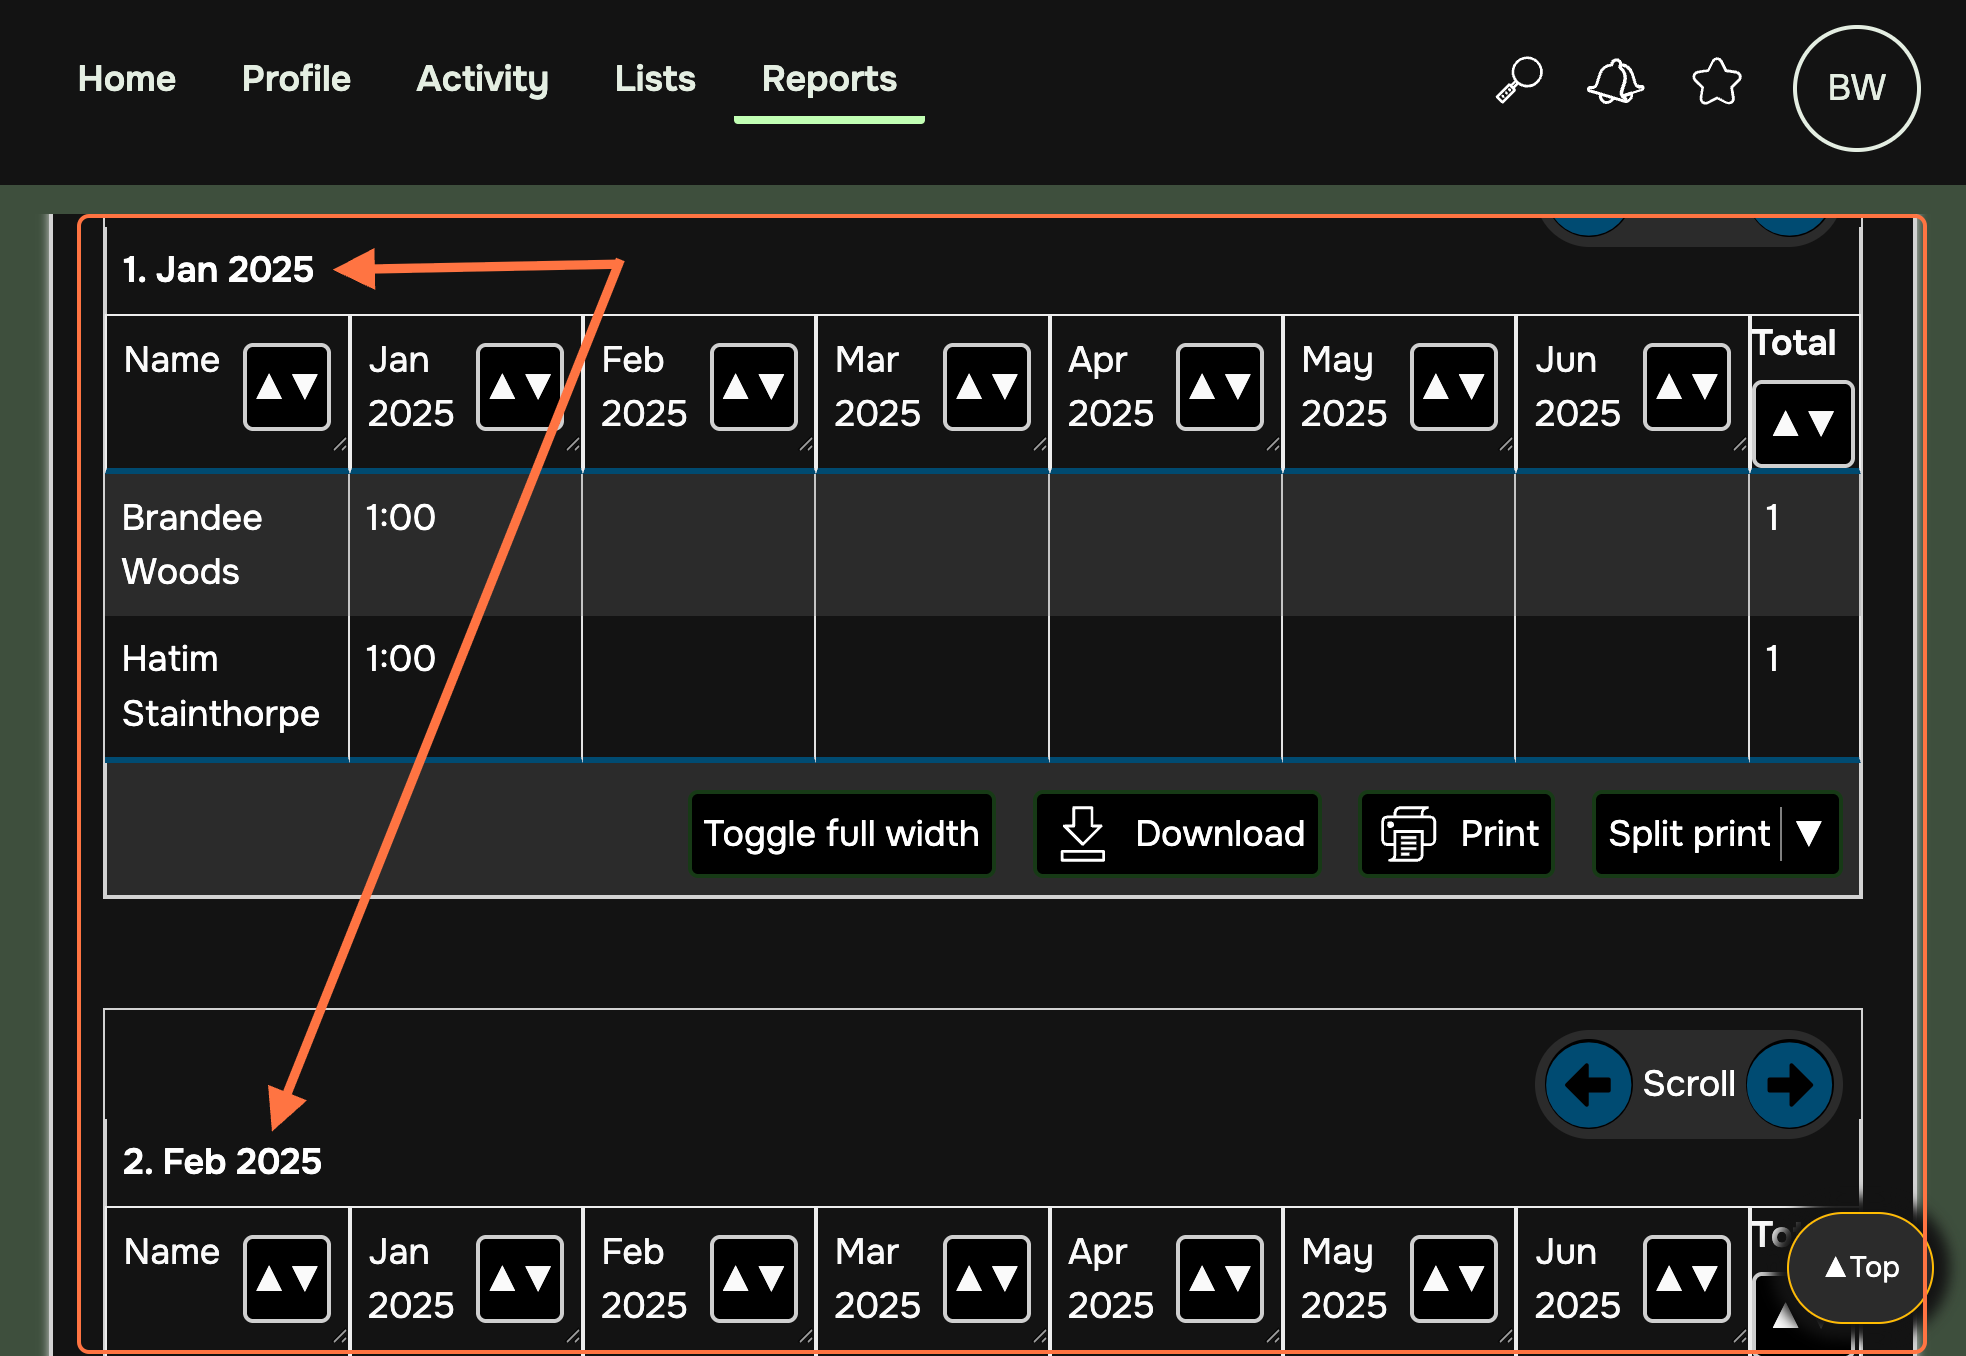 Home Profile Activity Lists Reports BW
1. Jan 2025
Name ▲▼ Jan 2025 ▲▼ Feb 2025 ▲▼ Mar 2025 ▲▼ Apr 2025 ▲▼ May 2025 ▲▼ Jun 2025 ▲▼ Total ▲▼
Brandee Woods 1:00 1
Hatim Stainthorpe 1:00 1
Toggle full width Download Print Split print ▼
Scroll
2. Feb 2025
Name ▲▼ Jan 2025 ▲▼ Feb 2025 ▲▼ Mar 2025 ▲▼ Apr 2025 ▲▼ May 2025 ▲▼ Jun 2025 ▲▼
▲Top